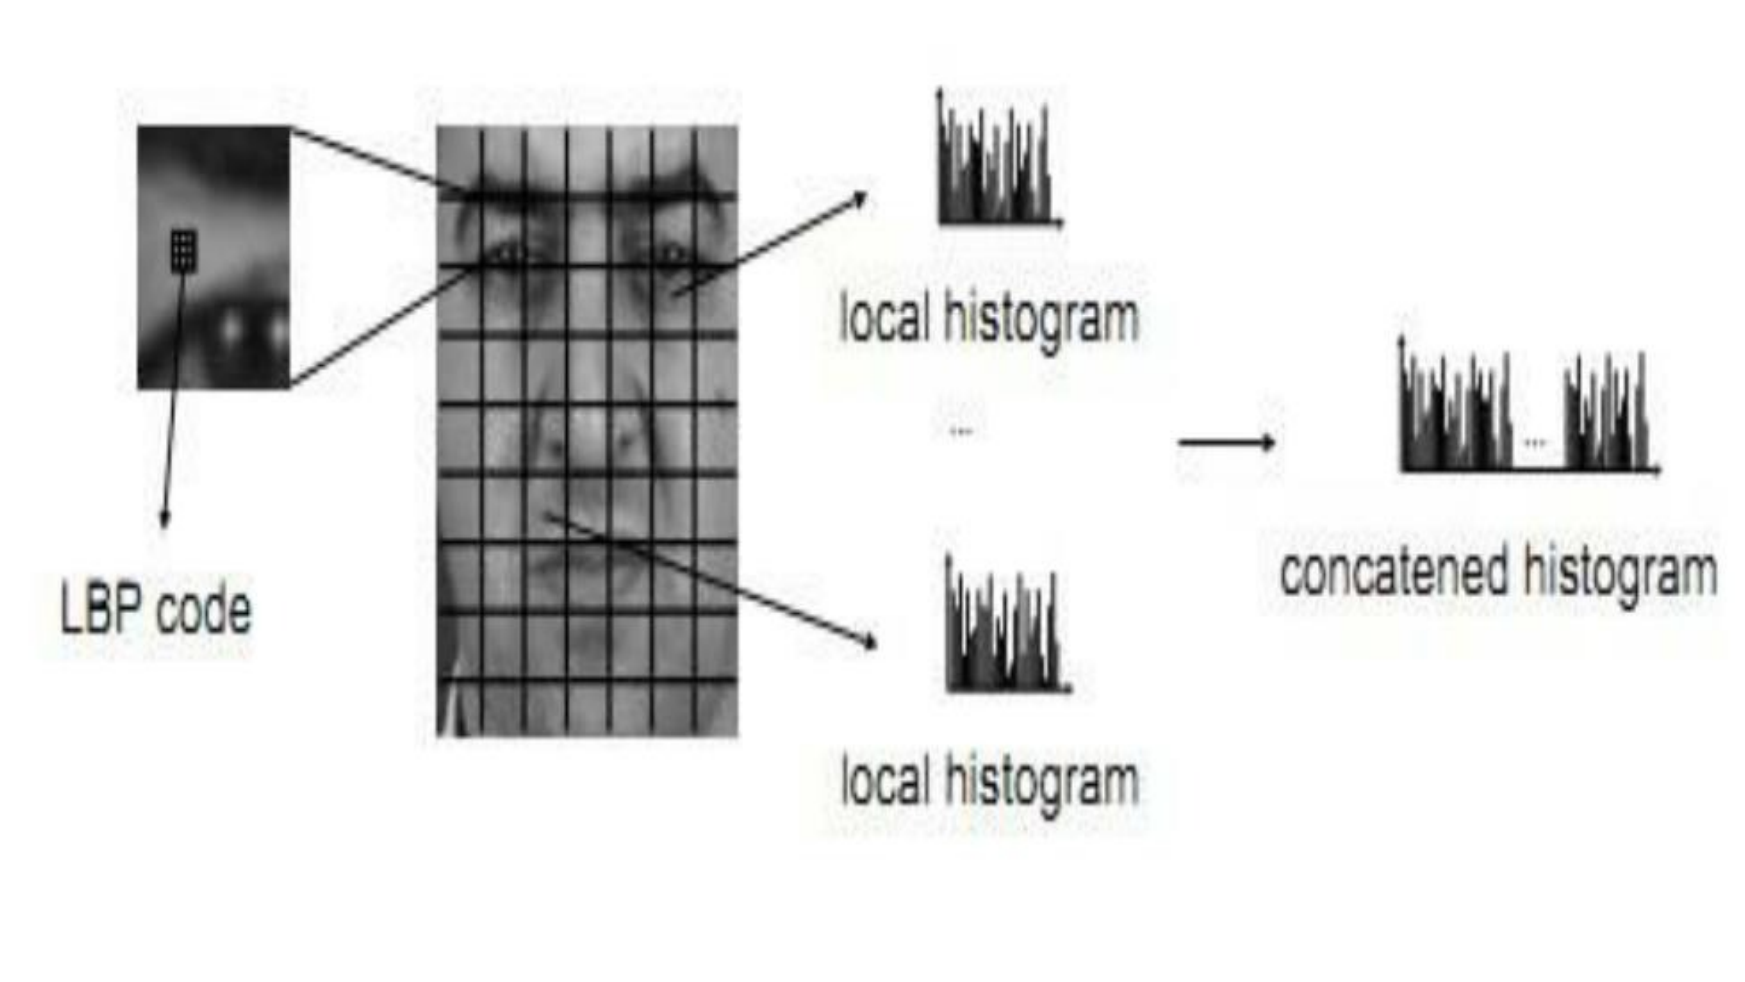 local histogram
...
LBP code
...
concatened histogram
local histogram